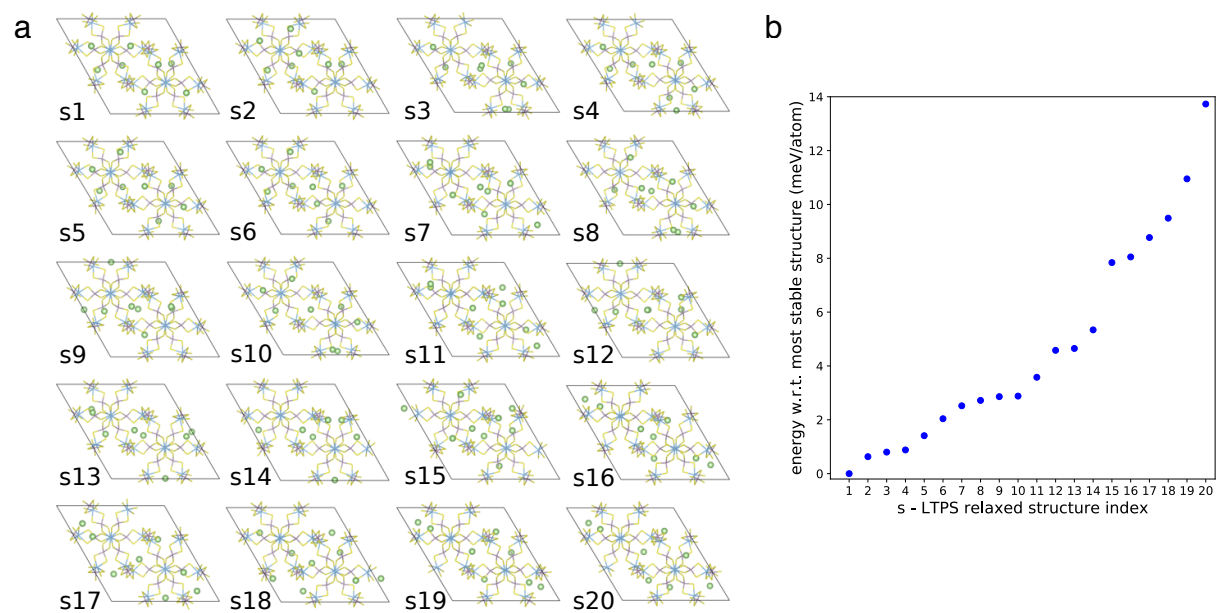 a
s1 s2 s3 s4
s5 s6 s7 s8
s9 s10 s11 s12
s13 s14 s15 s16
s17 s18 s19 s20
b
energy w.r.t. most stable structure (meV/atom)
14
12
10
8
6
4
2
0
1 2 3 4 5 6 7 8 9 10 11 12 13 14 15 16 17 18 19 20
s - LTPS relaxed structure index